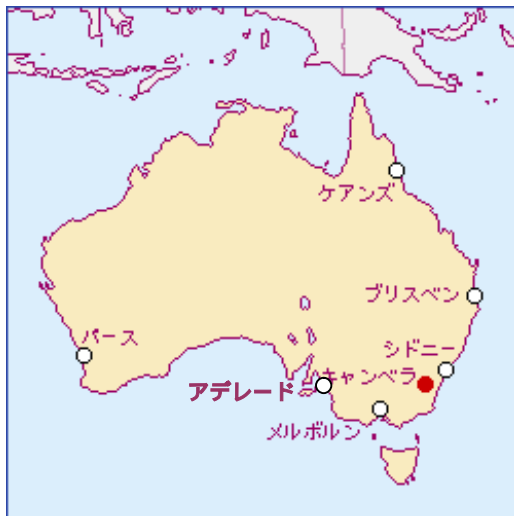 ケアンズ
ブリスベン
パース
シドニー
キャンベラ
アデレード
メルボルン